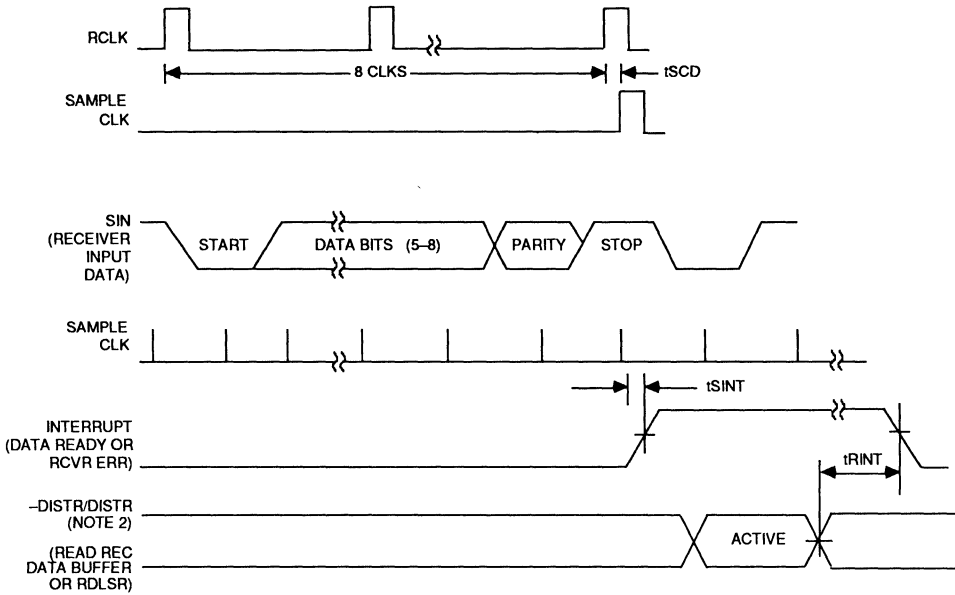 RCLK
8 CLKS
tSCD
SAMPLE
CLK
SIN
(RECEIVER
INPUT
DATA)
START
DATA BITS (5–8)
PARITY
STOP
SAMPLE
CLK
tSINT
INTERRUPT
(DATA READY OR
RCVR ERR)
tRINT
–DISTR/DISTR
(NOTE 2)
ACTIVE
(READ REC
DATA BUFFER
OR RDLSR)